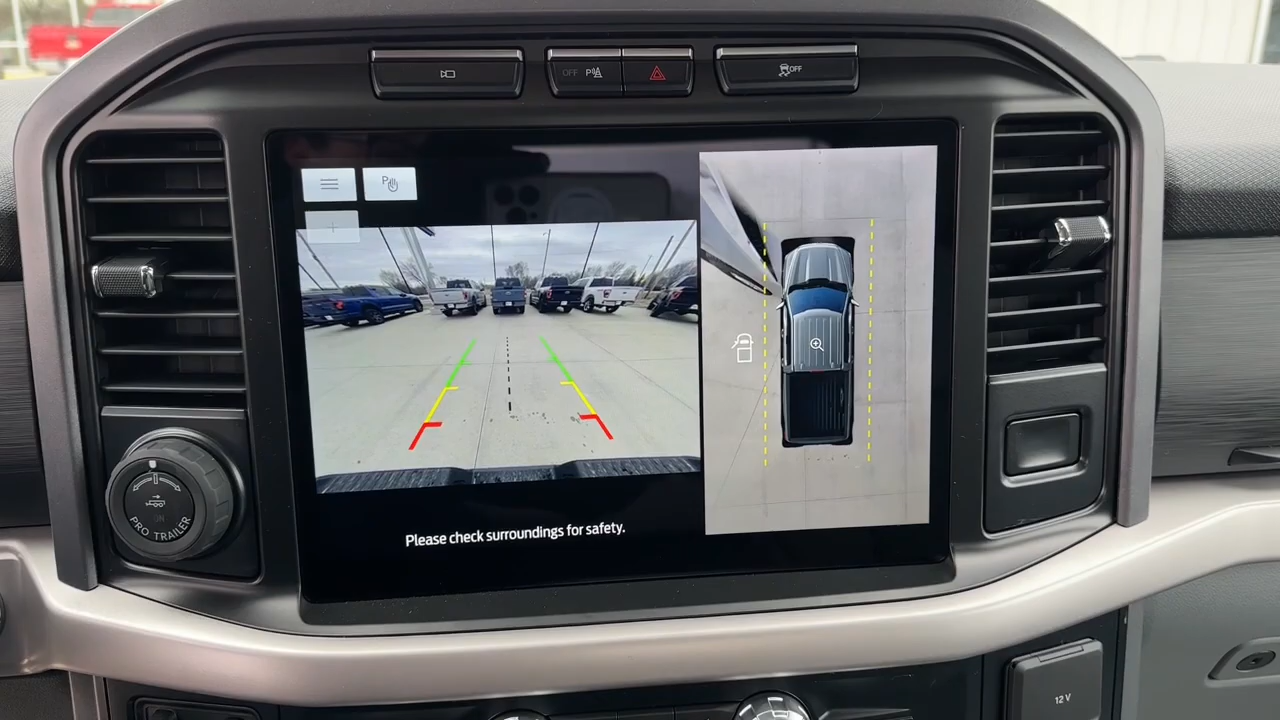 OFF P
OFF
P
Please check surroundings for safety.
PRO TRAILER
12V